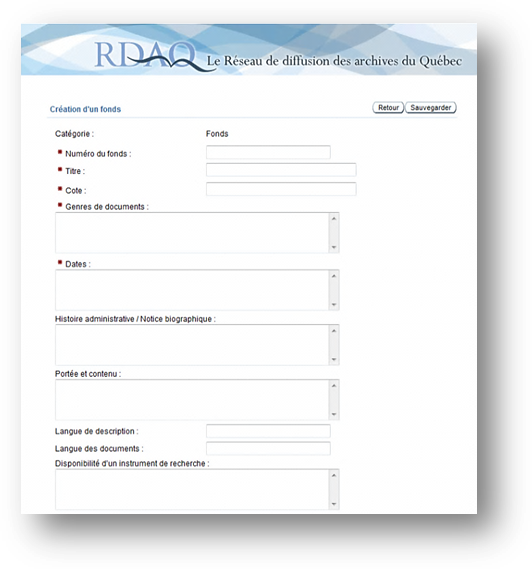 RDAQ Le Réseau de diffusion des archives du Québec
Création d'un fonds Retour Sauvegarder
Catégorie : Fonds
Numéro du fonds :
Titre :
Cote :
Genres de documents :
Dates :
Histoire administrative / Notice biographique :
Portée et contenu :
Langue de description :
Langue des documents :
Disponibilité d'un instrument de recherche :